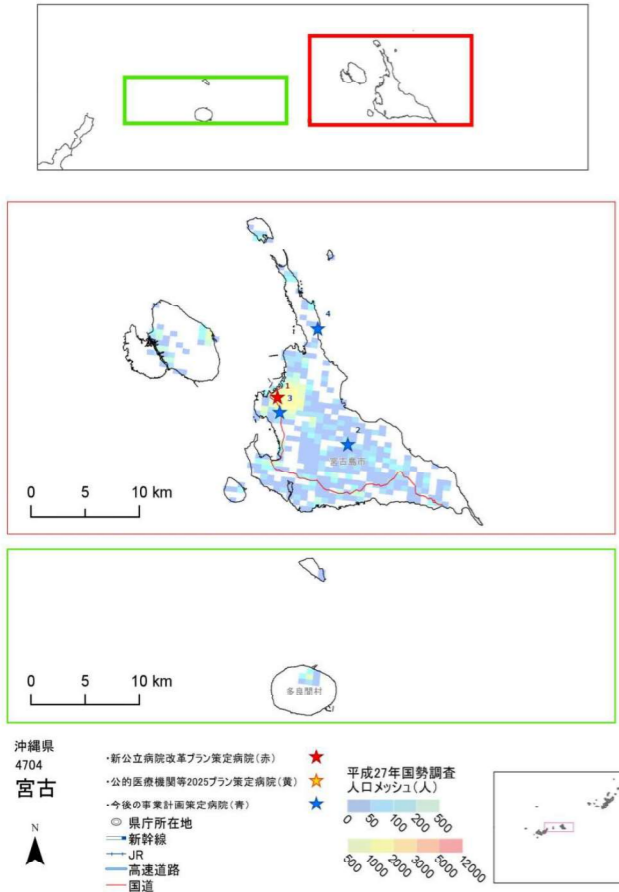 4
1
3
2
宮古島市
0 5 10 km
多良間村
0 5 10 km
沖縄県
4704
宮古
N
・新公立病院改革プラン策定病院（赤）
・公的医療機関等2025プラン策定病院（黄）
・今後の事業計画策定病院（青）
県庁所在地
新幹線
JR
高速道路
国道
平成27年国勢調査
人口メッシュ（人）
0 50 100 200 500
500 1000 2000 3000 5000 12000